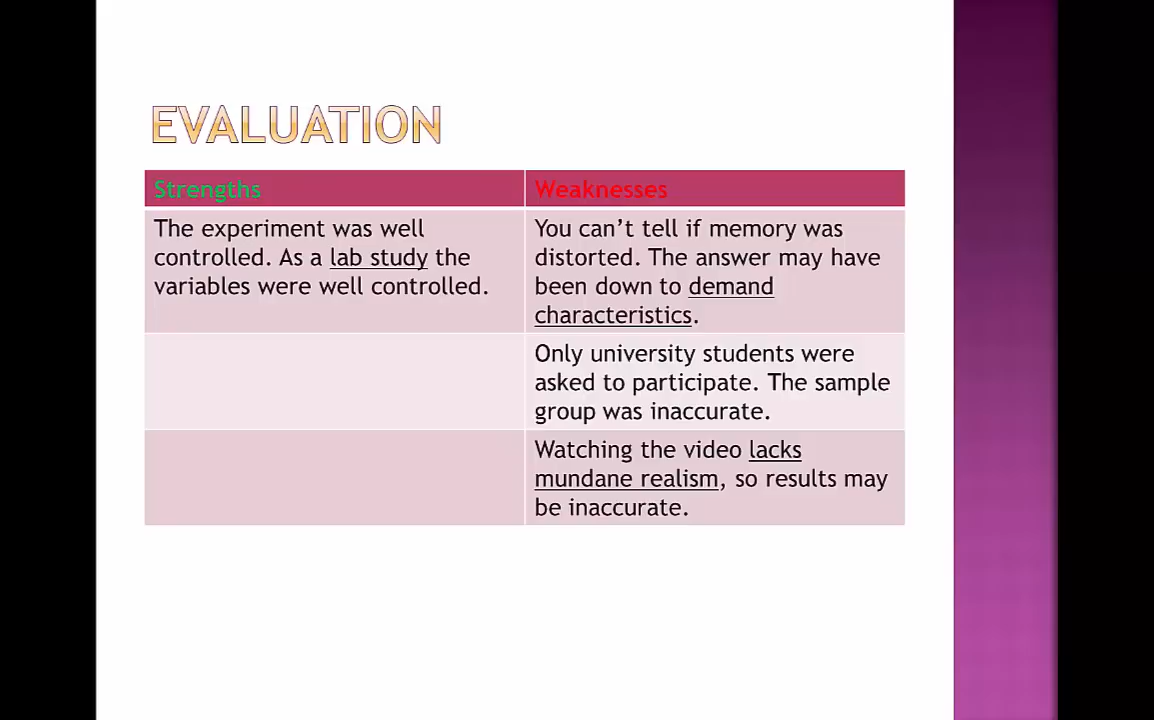 EVALUATION
Strengths
Weaknesses
The experiment was well
controlled. As a lab study the
variables were well controlled.
You can’t tell if memory was
distorted. The answer may have
been down to demand
characteristics.
Only university students were
asked to participate. The sample
group was inaccurate.
Watching the video lacks
mundane realism, so results may
be inaccurate.